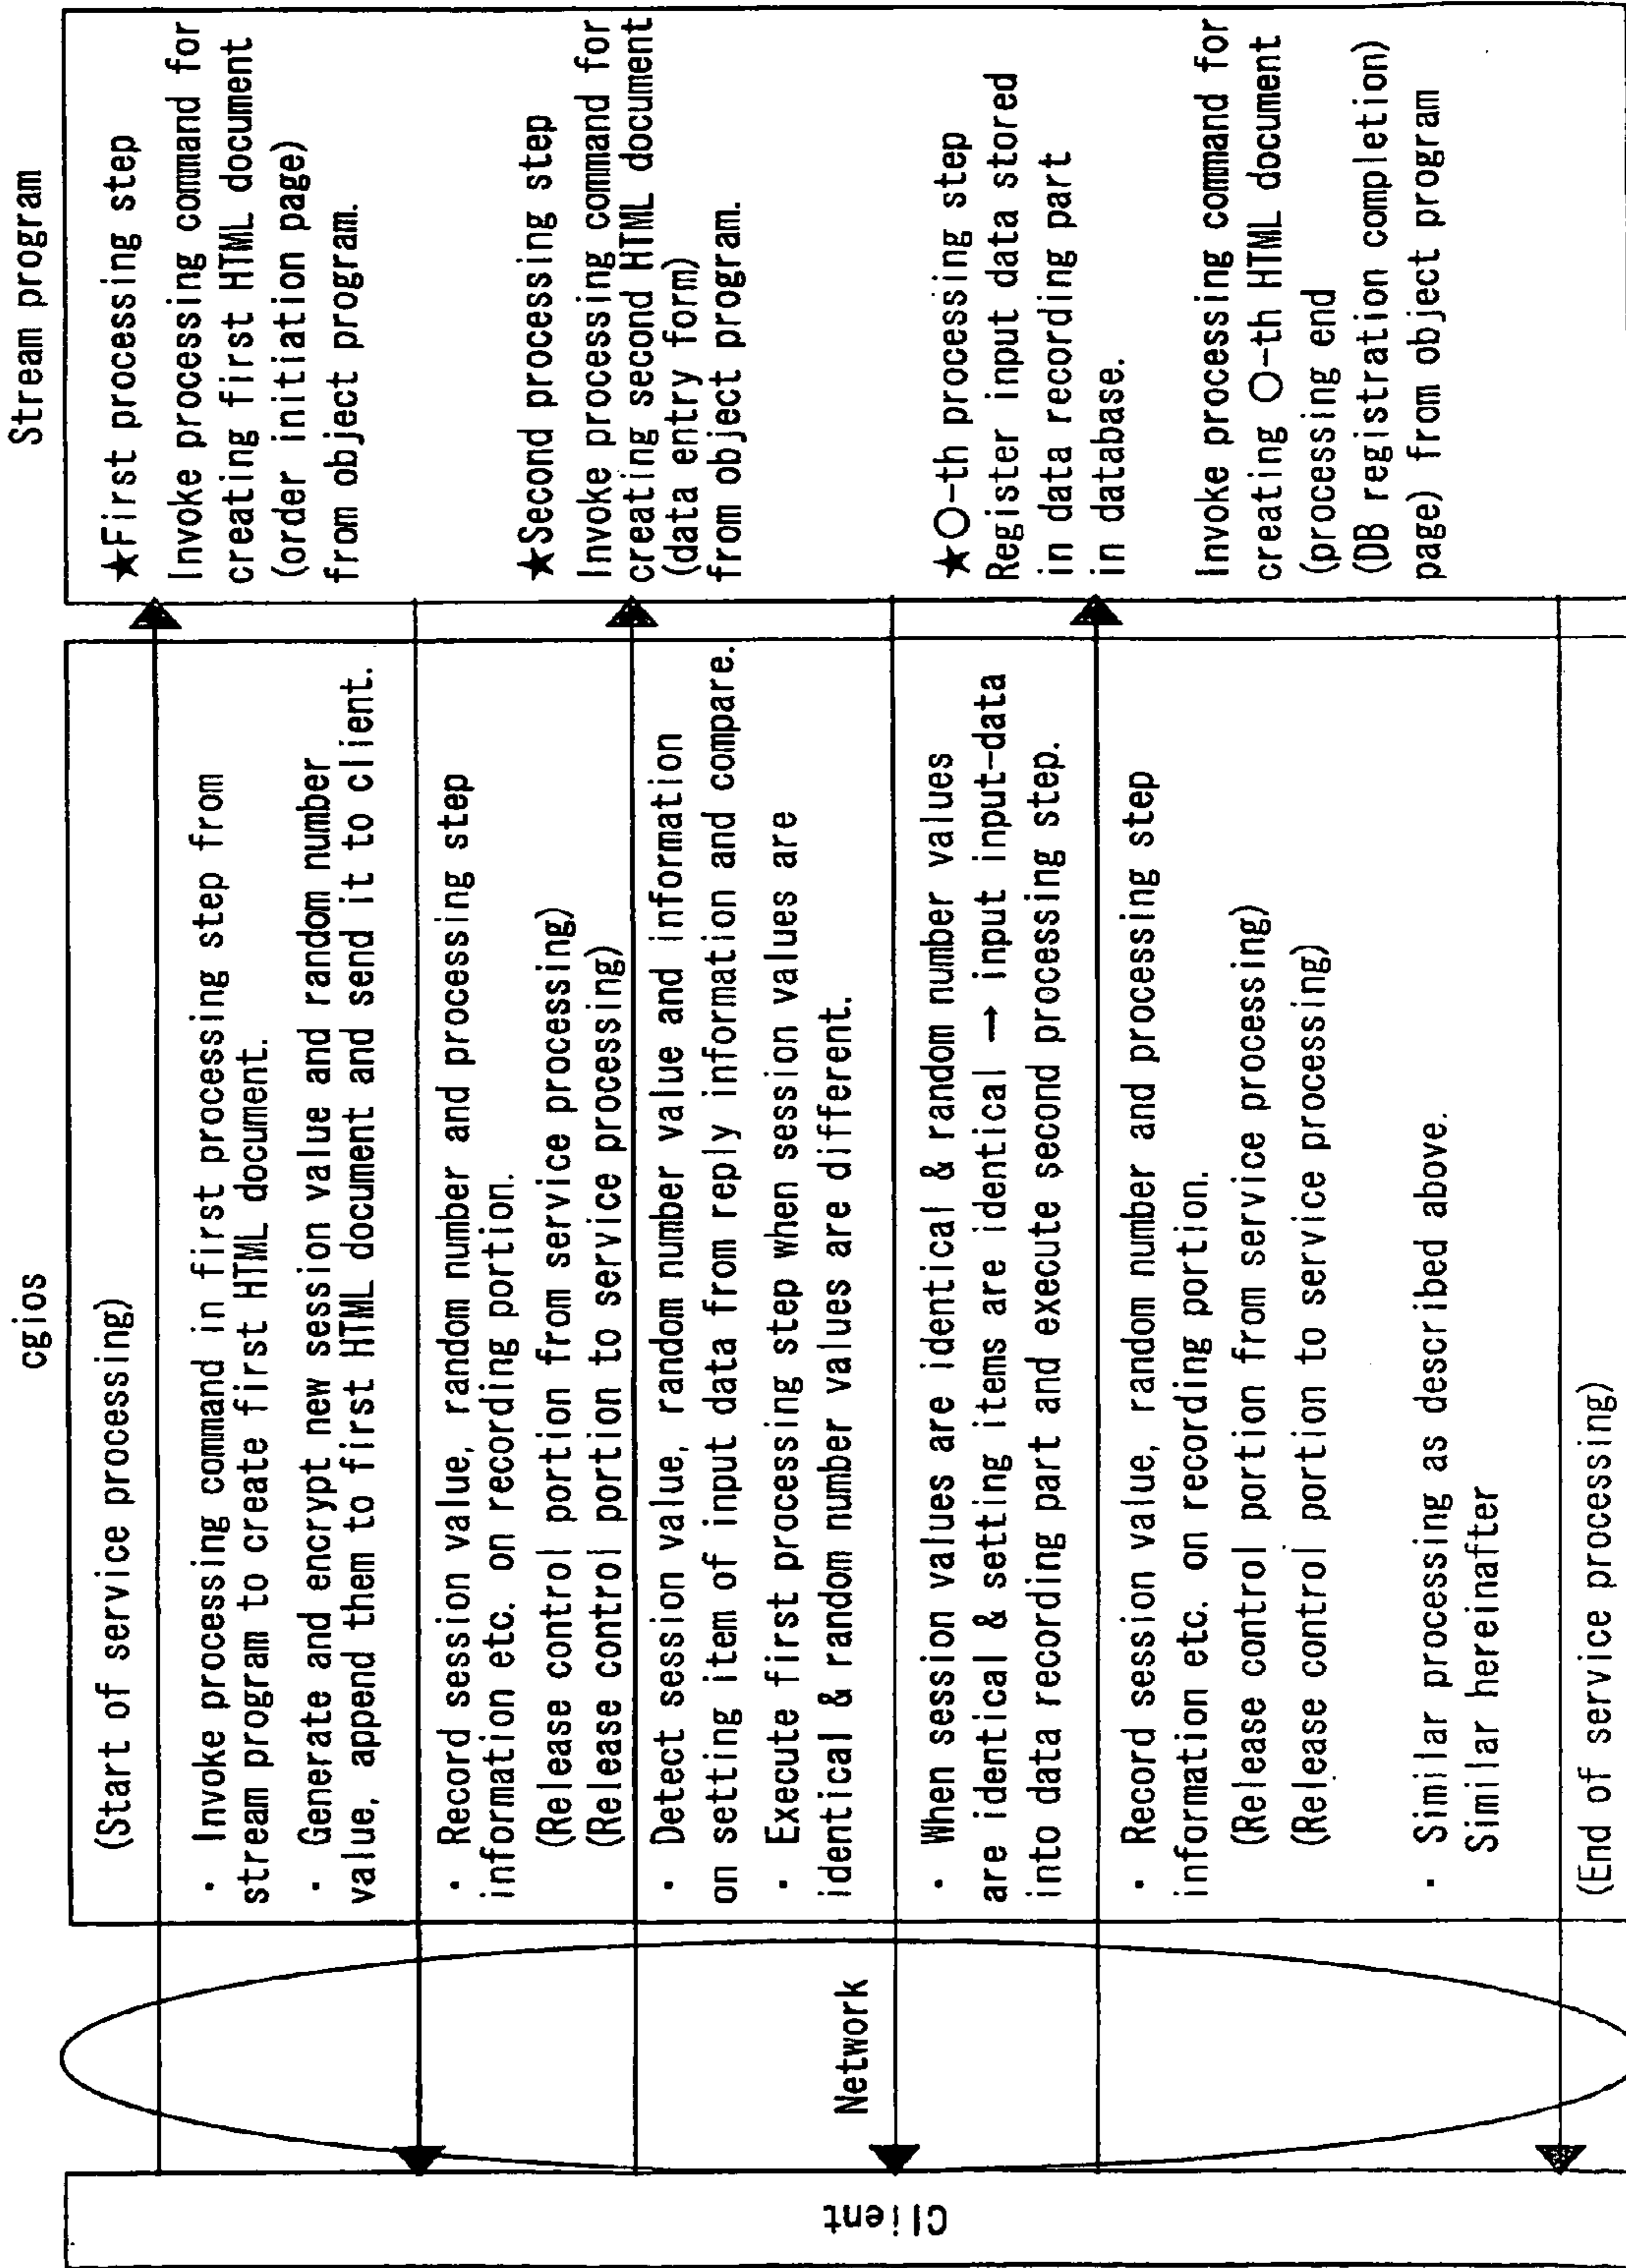 Client
Network
cgios
(Start of service processing)
· Invoke processing command in first processing step from
stream program to create first HTML document.
· Generate and encrypt new session value and random number
value, append them to first HTML document and send it to client.
· Record session value, random number and processing step
information etc. on recording portion.
(Release control portion from service processing)
(Release control portion to service processing)
· Detect session value, random number value and information
on setting item of input data from reply information and compare.
· Execute first processing step when session values are
identical & random number values are different.
· When session values are identical & random number values
are identical & setting items are identical → input input-data
into data recording part and execute second processing step.
· Record session value, random number and processing step
information etc. on recording portion.
(Release control portion from service processing)
(Release control portion to service processing)
· Similar processing as described above.
Similar hereinafter
(End of service processing)
Stream program
★First processing step
Invoke processing command for
creating first HTML document
(order initiation page)
from object program.
★Second processing step
Invoke processing command for
creating second HTML document
(data entry form)
from object program.
★○-th processing step
Register input data stored
in data recording part
in database.
Invoke processing command for
creating ○-th HTML document
(processing end
(DB registration completion)
page) from object program